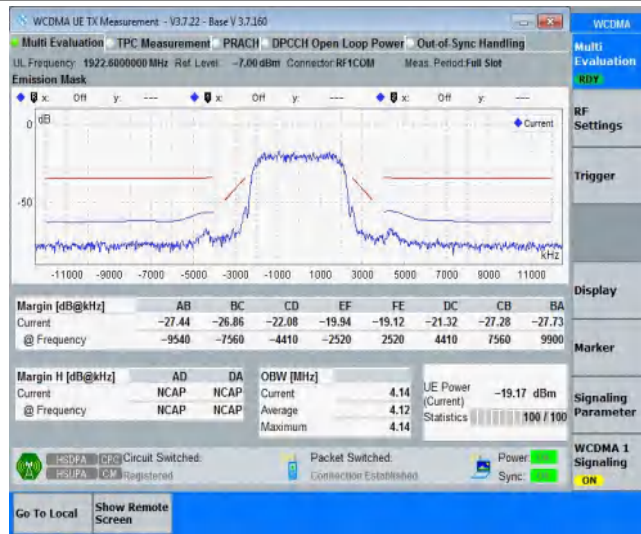 WCDMA UE TX Measurement - V3.7.22 - Base V 3.7.160
WCDMA
Multi Evaluation TPC Measurement PRACH DPCCH Open Loop Power Out-of-Sync Handling
UL Frequency 1922.6000000 MHz Ref. Level: -7.00 dBm Connector: RF1COM Meas. Period: Full Slot
Emission Mask
x: Off y: --- x: Off y: --- x: Off y: ---
dB
Current
0
-50
kHz
-11000 -9000 -7000 -5000 -3000 -1000 1000 3000 5000 7000 9000 11000
Margin [dB@kHz] AB BC CD EF FE DC CB BA
Current -27.44 -26.86 -22.08 -19.94 -19.12 -21.32 -27.28 -27.73
@ Frequency -9540 -7560 -4410 -2520 2520 4410 7560 9900
Margin H [dB@kHz] AD DA
Current NCAP NCAP
@ Frequency NCAP NCAP
OBW [MHz]
Current 4.14
Average 4.12
Maximum 4.14
UE Power
(Current) -19.17 dBm
Statistics 100 / 100
HSDPA CPC Circuit Switched:
HSUPA C.M Registered
Packet Switched:
Connection Established
Power:
Sync:
Multi
Evaluation
RDY
RF
Settings
Trigger
Display
Marker
Signaling
Parameter
WCDMA 1
Signaling
ON
Go To Local
Show Remote
Screen